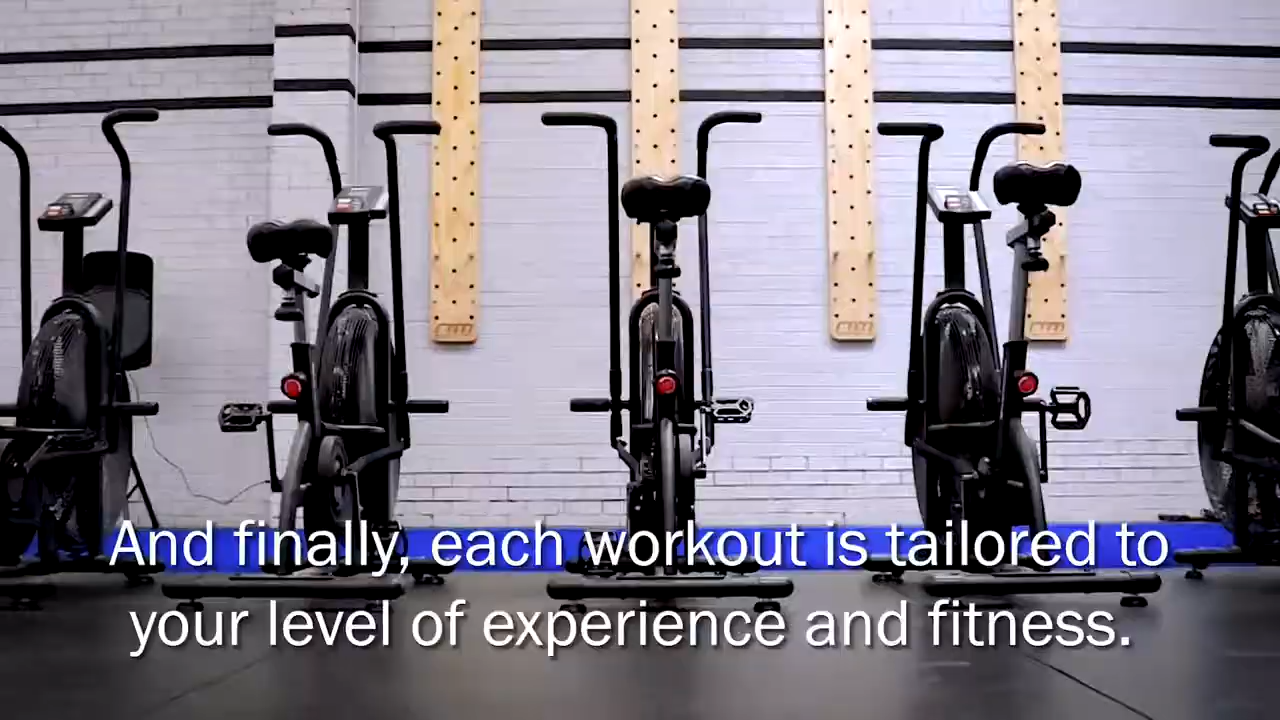 And finally, each workout is tailored to
your level of experience and fitness.